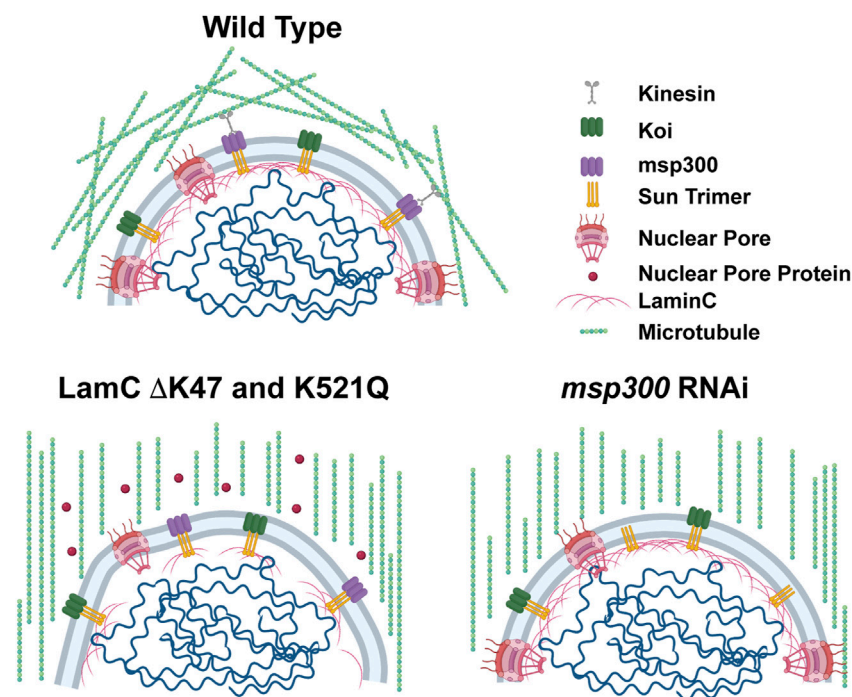 Wild Type
Kinesin
Koi
msp300
Sun Trimer
Nuclear Pore
Nuclear Pore Protein
LaminC
Microtubule
LamC ΔK47 and K521Q
msp300 RNAi